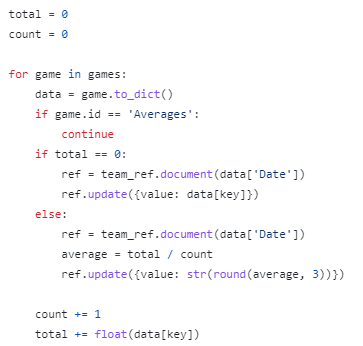 total = 0
count = 0

for game in games:
    data = game.to_dict()
    if game.id == 'Averages':
        continue
    if total == 0:
        ref = team_ref.document(data['Date'])
        ref.update({value: data[key]})
    else:
        ref = team_ref.document(data['Date'])
        average = total / count
        ref.update({value: str(round(average, 3))})

    count += 1
    total += float(data[key])